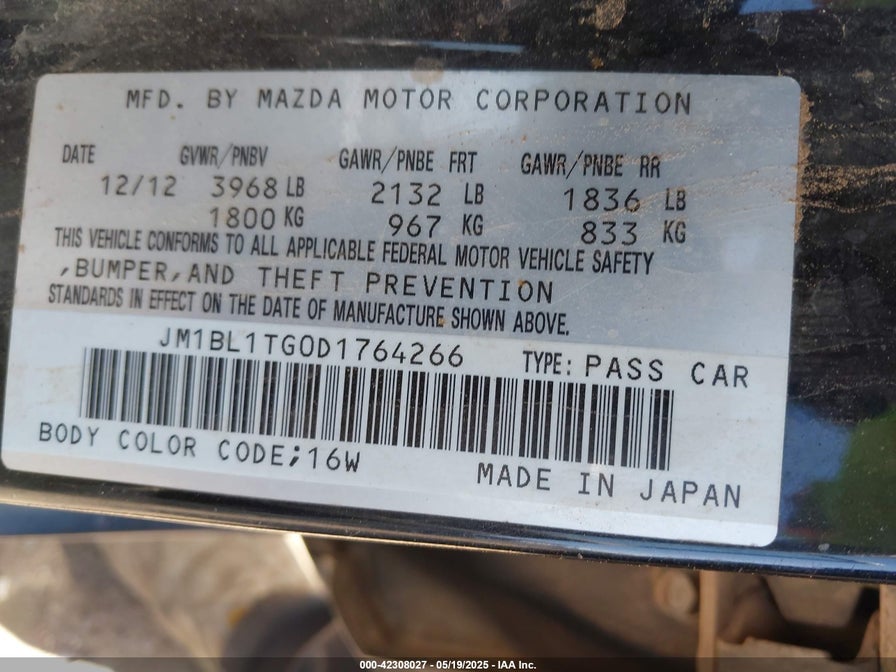 MFD. BY MAZDA MOTOR CORPORATION
DATE GVWR/PNBV GAWR/PNBE FRT GAWR/PNBE RR
12/12 3968 LB 2132 LB 1836 LB
1800 KG 967 KG 833 KG
THIS VEHICLE CONFORMS TO ALL APPLICABLE FEDERAL MOTOR VEHICLE SAFETY
,BUMPER,AND THEFT PREVENTION
STANDARDS IN EFFECT ON THE DATE OF MANUFACTURE SHOWN ABOVE.
JM1BL1TG0D1764266 TYPE: PASS CAR
BODY COLOR CODE;16W
MADE IN JAPAN
000-42308027 - 05/19/2025 - IAA Inc.